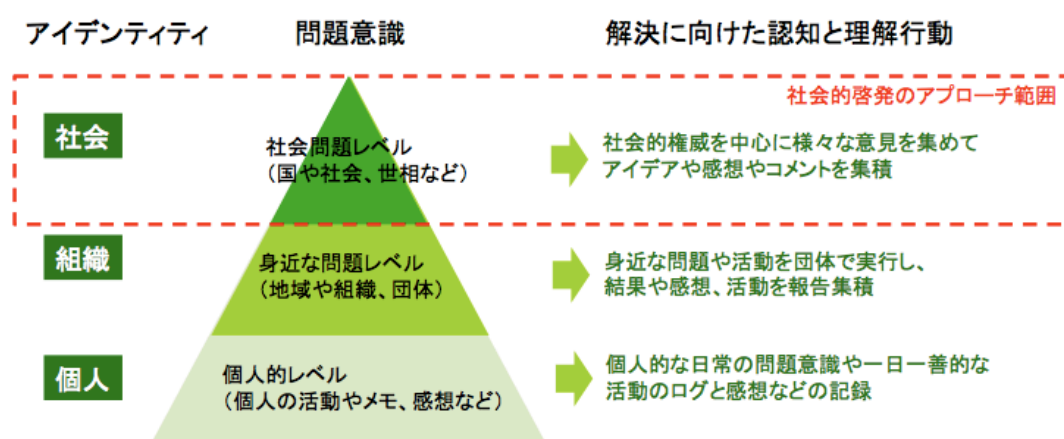 アイデンティティ
問題意識
解決に向けた認知と理解行動
社会的啓発のアプローチ範囲
社会
社会問題レベル
（国や社会、世相など）
社会的権威を中心に様々な意見を集めて
アイデアや感想やコメントを集積
組織
身近な問題レベル
（地域や組織、団体）
身近な問題や活動を団体で実行し、
結果や感想、活動を報告集積
個人
個人的レベル
（個人の活動やメモ、感想など）
個人的な日常の問題意識や一日一善的な
活動のログと感想などの記録